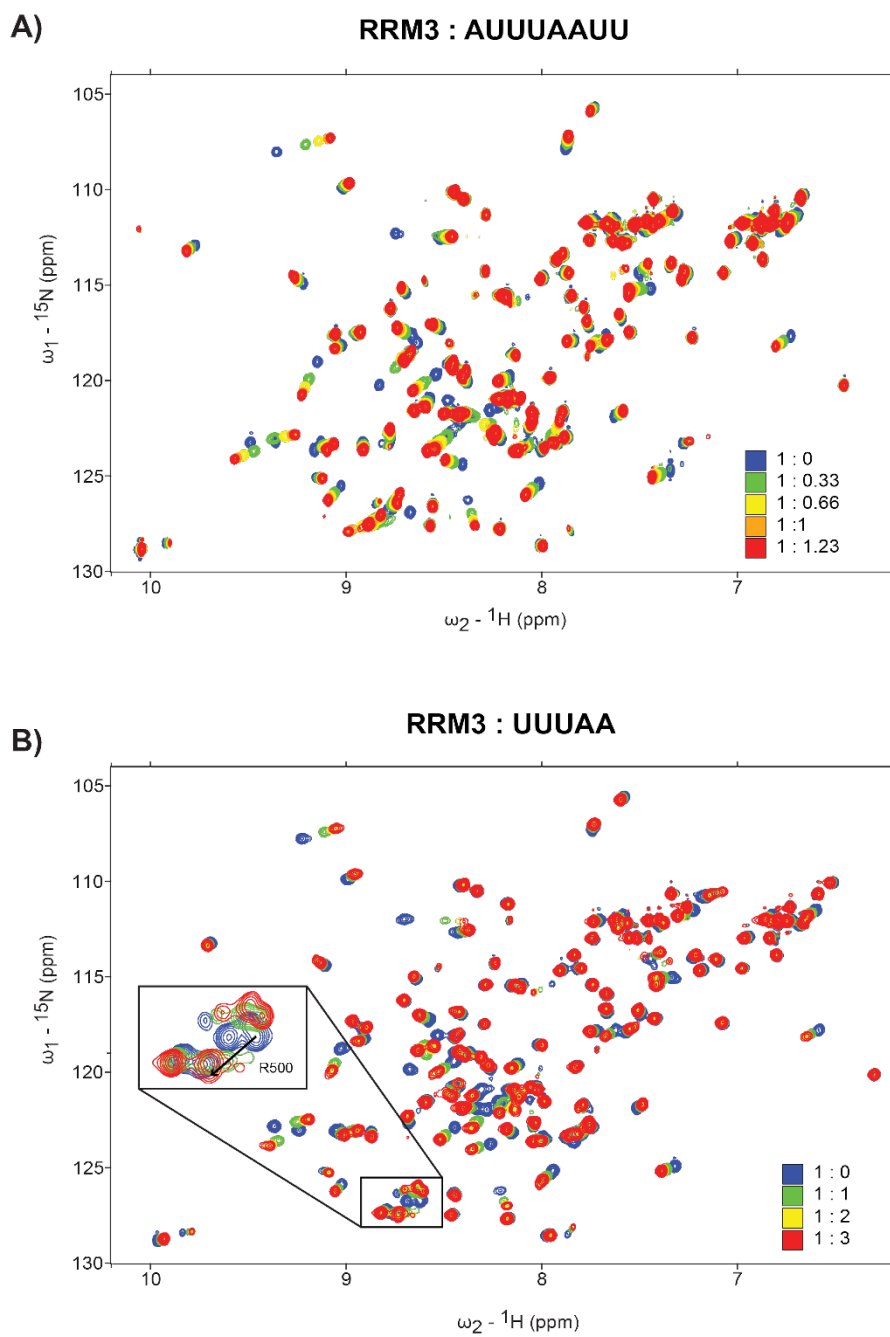 A)
RRM3 : AUUUAAUU
105
110
115
120
125
130
ω1 - 15N (ppm)
1 : 0
1 : 0.33
1 : 0.66
1 :1
1 : 1.23
10 9 8 7
ω2 - 1H (ppm)
RRM3 : UUUAA
B)
105
110
115
120
125
130
ω1 - 15N (ppm)
R500
1 : 0
1 : 1
1 : 2
1 : 3
10 9 8 7
ω2 - 1H (ppm)